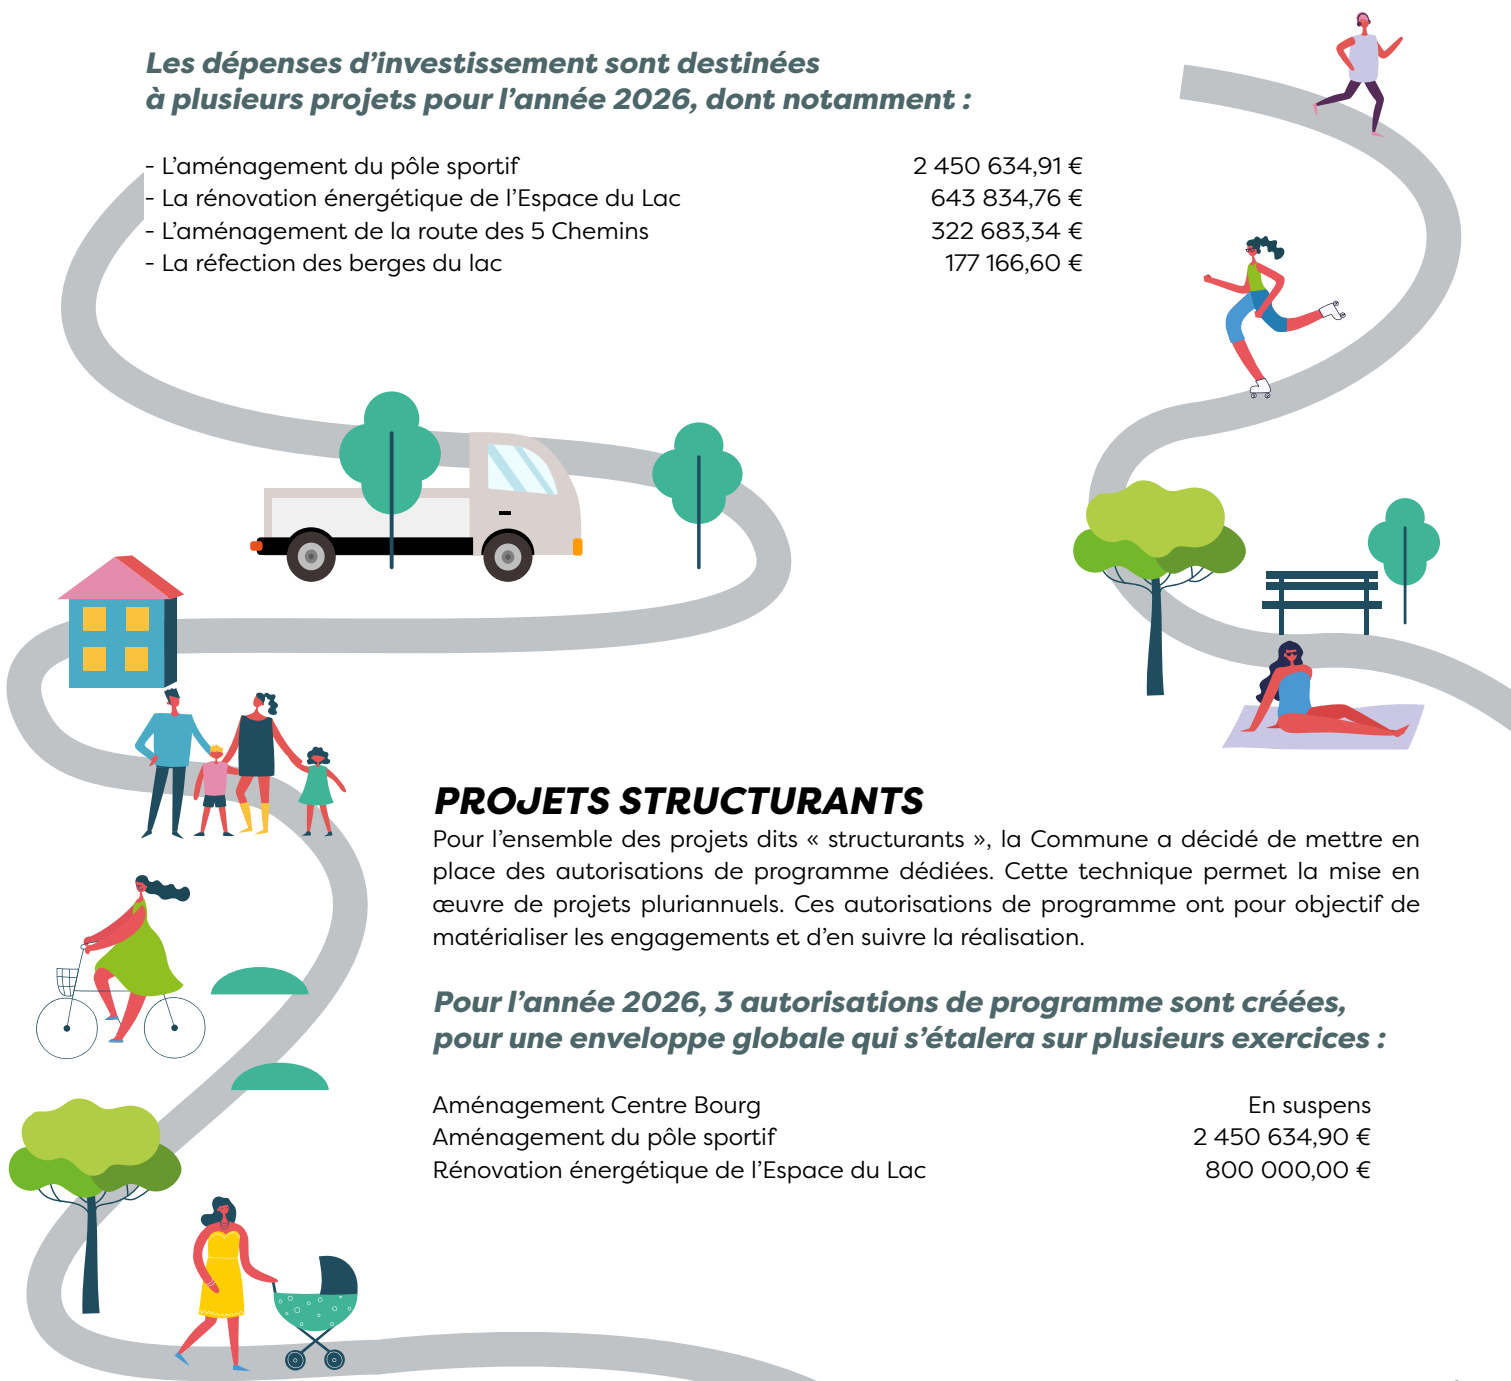 Les dépenses d'investissement sont destinées
à plusieurs projets pour l'année 2026, dont notamment :
- L'aménagement du pôle sportif 2 450 634,91 €
- La rénovation énergétique de l'Espace du Lac 643 834,76 €
- L'aménagement de la route des 5 Chemins 322 683,34 €
- La réfection des berges du lac 177 166,60 €
PROJETS STRUCTURANTS
Pour l'ensemble des projets dits « structurants », la Commune a décidé de mettre en
place des autorisations de programme dédiées. Cette technique permet la mise en
œuvre de projets pluriannuels. Ces autorisations de programme ont pour objectif de
matérialiser les engagements et d'en suivre la réalisation.
Pour l'année 2026, 3 autorisations de programme sont créées,
pour une enveloppe globale qui s'étalera sur plusieurs exercices :
Aménagement Centre Bourg En suspens
Aménagement du pôle sportif 2 450 634,90 €
Rénovation énergétique de l'Espace du Lac 800 000,00 €